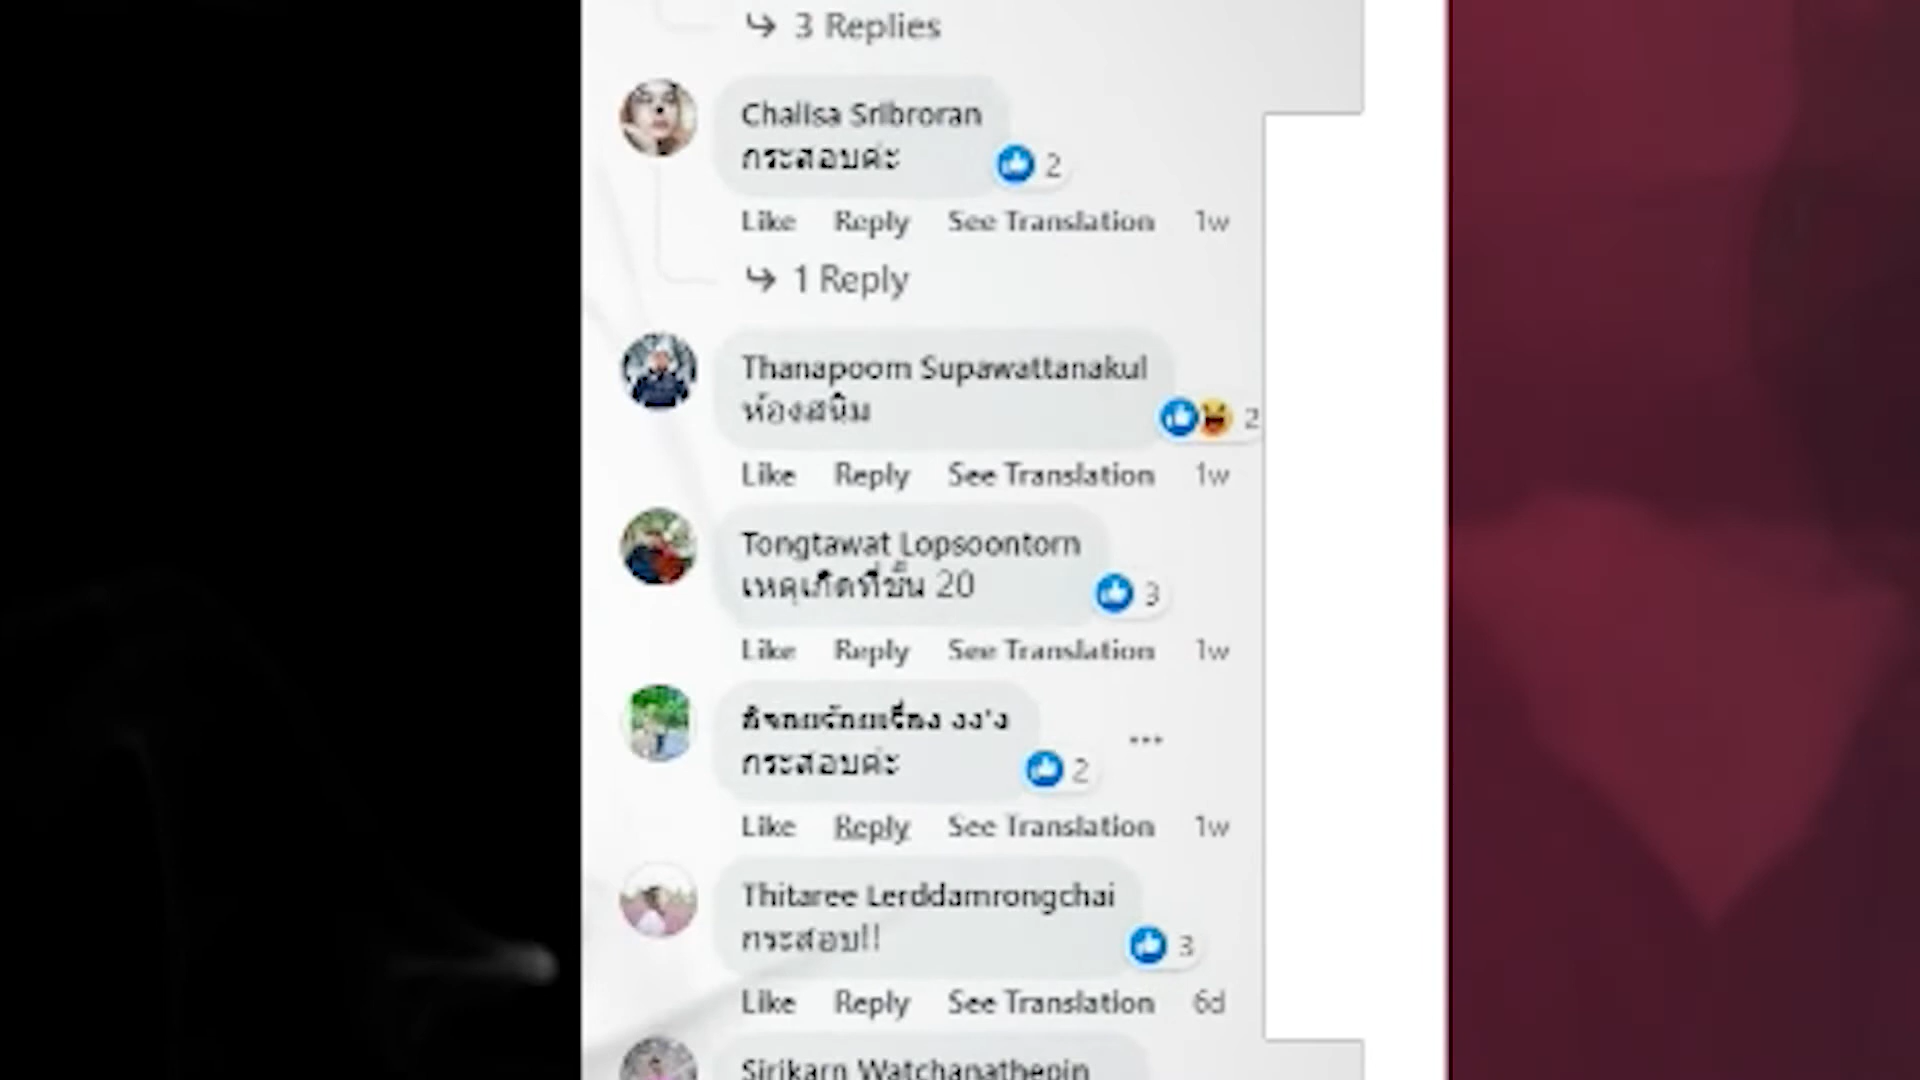 3 Replies
Chalisa Sribroran
กระสอบค่ะ
2
Like Reply See Translation 1w
1 Reply
Thanapoom Supawattanakul
ห้องสนิม
2
Like Reply See Translation 1w
Tongtawat Lopsoontorn
เหตุเกิดที่ชั้น 20
3
Like Reply See Translation 1w
กระสอบค่ะ
2
Like Reply See Translation 1w
Thitaree Lerddamrongchai
กระสอบ!!
3
Like Reply See Translation 6d
Sirikarn Watchanathepin